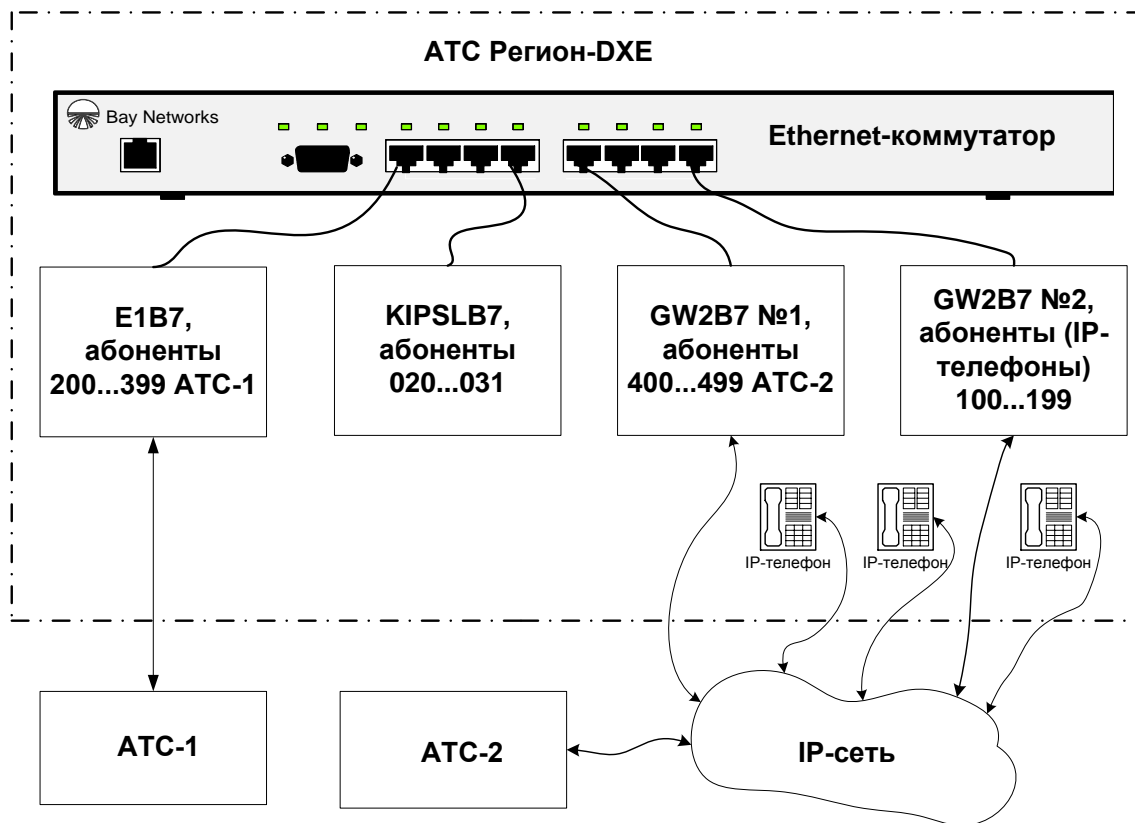 АТС Регион-DXE
Bay Networks
Ethernet-коммутатор
E1B7,
абоненты
200...399 АТС-1
KIPSLB7,
абоненты
020...031
GW2B7 №1,
абоненты
400...499 АТС-2
GW2B7 №2,
абоненты (IP-
телефоны)
100...199
IP-телефон
IP-телефон
IP-телефон
АТС-1
АТС-2
IP-сеть